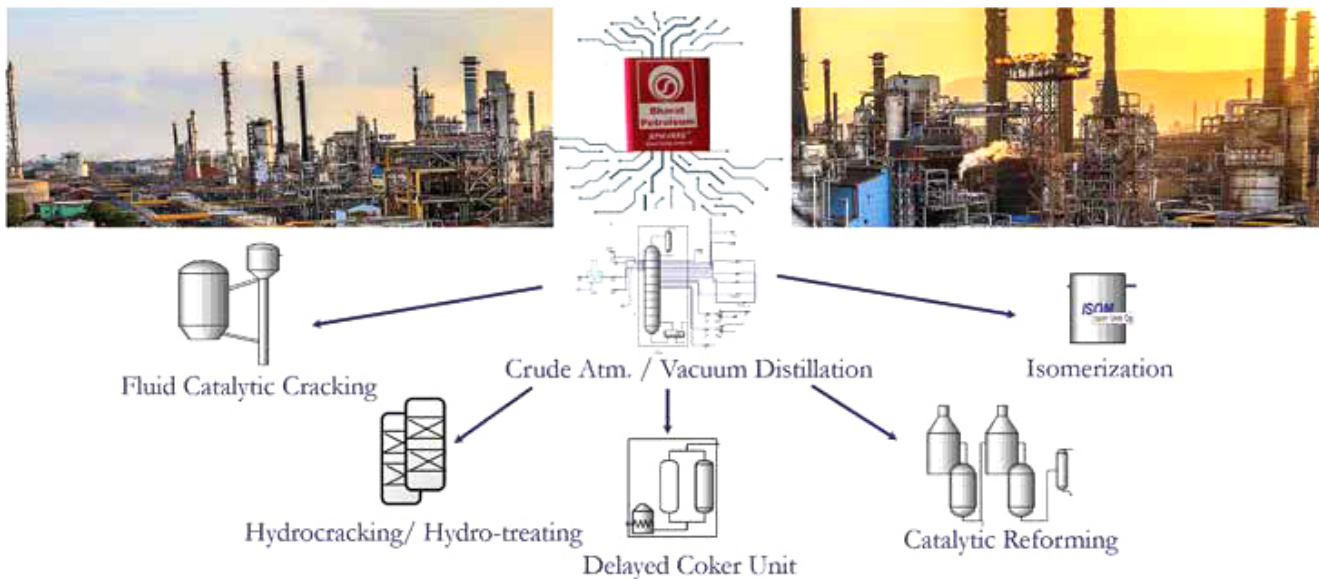 Bharat
Petroleum
ISOM
Fluid Catalytic Cracking
Crude Atm. / Vacuum Distillation
Isomerization
Hydrocracking/ Hydro-treating
Delayed Coker Unit
Catalytic Reforming